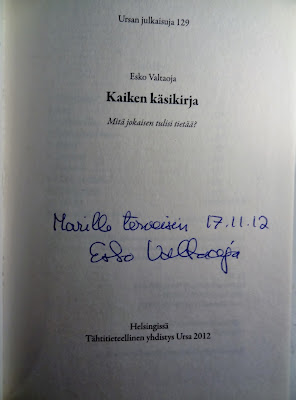 Ursan julkaisuja 129
Esko Valtaoja
Kaiken käsikirja
Mitä jokaisen tulisi tietää?
Marille terveisin 17.11.12
Esko Valtaoja
Helsingissä
Tähtitieteellinen yhdistys Ursa 2012